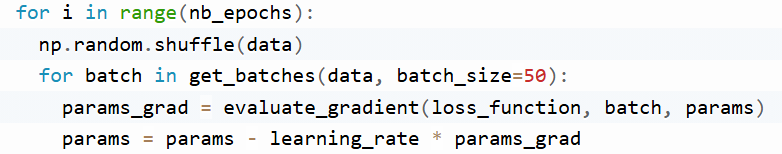 for i in range(nb_epochs):
  np.random.shuffle(data)
  for batch in get_batches(data, batch_size=50):
    params_grad = evaluate_gradient(loss_function, batch, params)
    params = params - learning_rate * params_grad